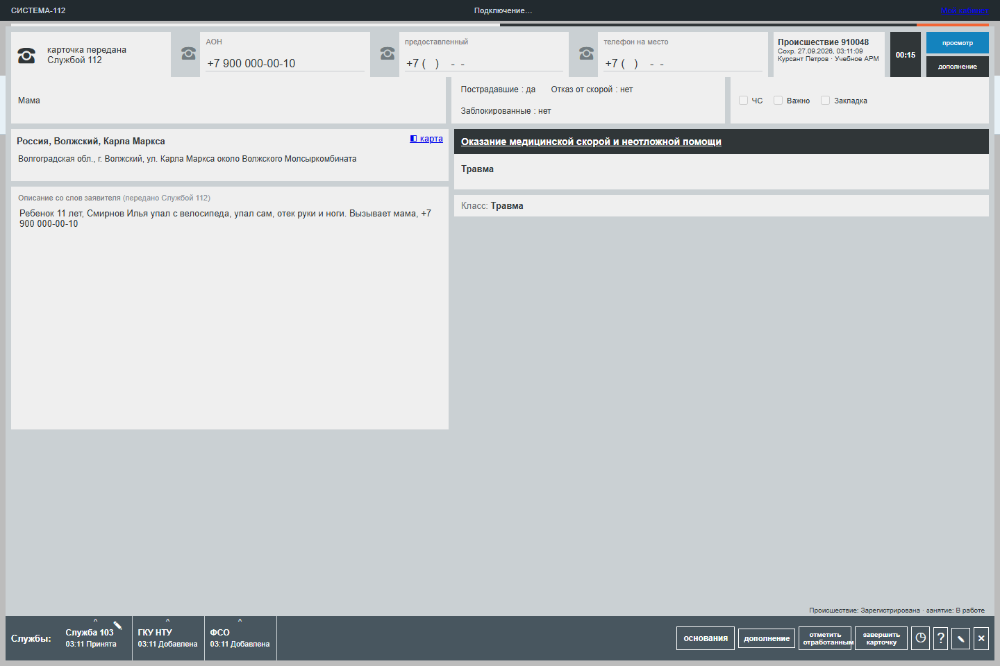 СИСТЕМА-112
Подключение...
Мой кабинет
карточка передана
Службой 112
АОН
+7 900 000-00-10
предоставленный
+7 (   )    -  -
телефон на место
+7 (   )    -  -
Происшествие 910048
Сохр. 27.09.2026, 03:11:09
Курсант Петров · Учебное АРМ
00:15
просмотр
дополнение
Мама
Пострадавшие : да
Отказ от скорой : нет
Заблокированные : нет
ЧС
Важно
Закладка
Россия, Волжский, Карла Маркса
карта
Волгоградская обл., г. Волжский, ул. Карла Маркса около Волжского Молсыркомбината
Оказание медицинской скорой и неотложной помощи
Травма
Класс: Травма
Описание со слов заявителя (передано Службой 112)
Ребенок 11 лет, Смирнов Илья упал с велосипеда, упал сам, отек руки и ноги. Вызывает мама, +7
900 000-00-10
Происшествие: Зарегистрирована · занятие: В работе
Службы:
^
Служба 103
03:11 Принята
^
ГКУ НТУ
03:11 Добавлена
^
ФСО
03:11 Добавлена
основания
дополнение
отметить
отработанным
завершить
карточку
?
×